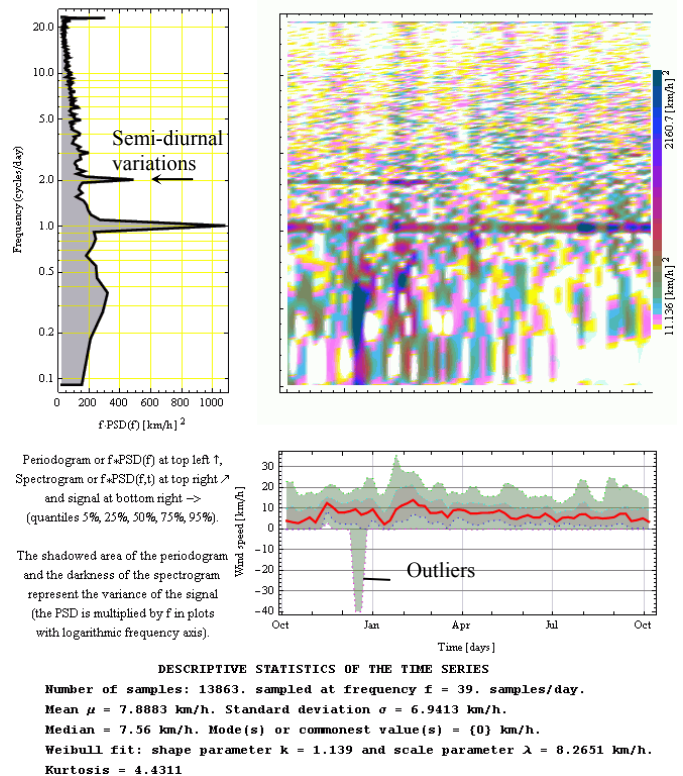 20.0
10.0
5.0
2.0
1.0
0.5
0.2
0.1
Frequency (cycles/day)
Semi-diurnal
variations
0 200 400 600 800 1000
f·PSD(f) [km/h] 2
2160.7 [km/h] 2
11.136 [km/h] 2
Periodogram or f*PSD(f) at top left ↑,
Spectrogram or f*PSD(f,t) at top right ↗
and signal at bottom right –>
(quantiles 5%, 25%, 50%, 75%, 95%).
The shadowed area of the periodogram
and the darkness of the spectrogram
represent the variance of the signal
(the PSD is multiplied by f in plots
with logarithmic frequency axis).
30
20
10
0
−10
−20
−30
−40
Wind speed [km/h]
Outliers
Oct Jan Apr Jul Oct
Time [days]
DESCRIPTIVE STATISTICS OF THE TIME SERIES
Number of samples: 13863. sampled at frequency f = 39. samples/day.
Mean μ = 7.8883 km/h. Standard deviation σ = 6.9413 km/h.
Median = 7.56 km/h. Mode(s) or commonest value(s) = {0} km/h.
Weibull fit: shape parameter k = 1.139 and scale parameter λ = 8.2651 km/h.
Kurtosis = 4.4311